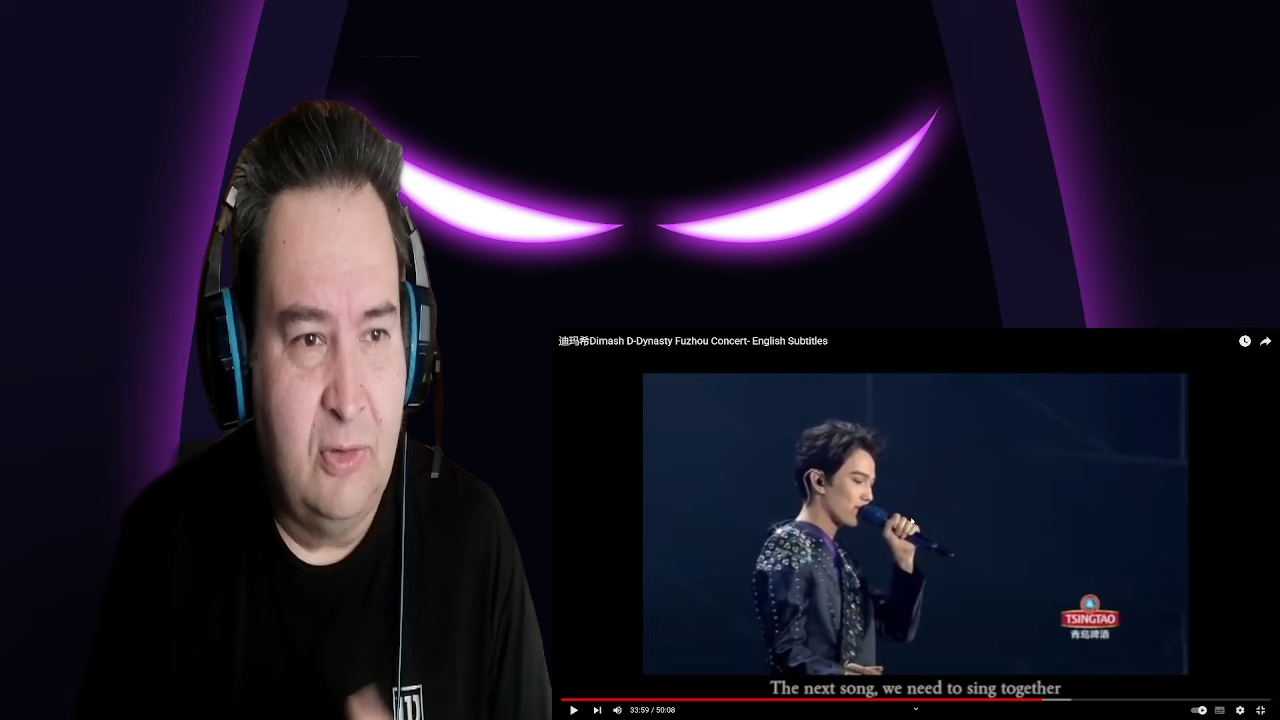 迪玛希Dimash D-Dynasty Fuzhou Concert- English Subtitles
TSINGTAO
青岛啤酒
The next song, we need to sing together
33:59 / 50:08